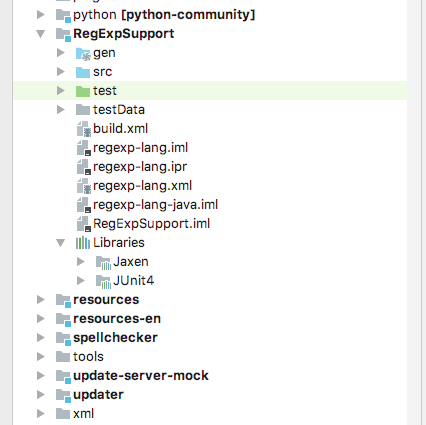 python [python-community]
RegExpSupport
gen
src
test
testData
build.xml
regexp-lang.iml
regexp-lang.ipr
regexp-lang.xml
regexp-lang-java.iml
RegExpSupport.iml
Libraries
Jaxen
JUnit4
resources
resources-en
spellchecker
tools
update-server-mock
updater
xml